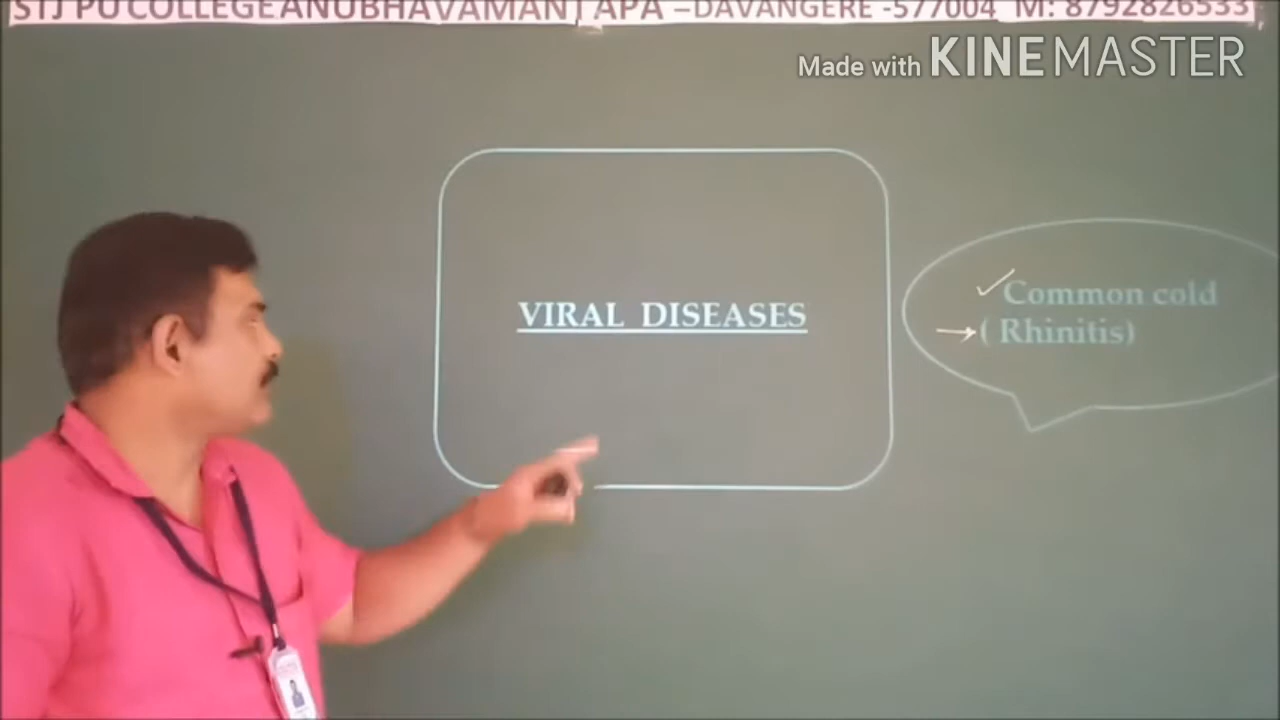 STJ PU COLLEGE ANUBHAVAMANTAPA –DAVANGERE -577004 M: 8792826533
Made with KINEMASTER
VIRAL DISEASES
Common cold
( Rhinitis)